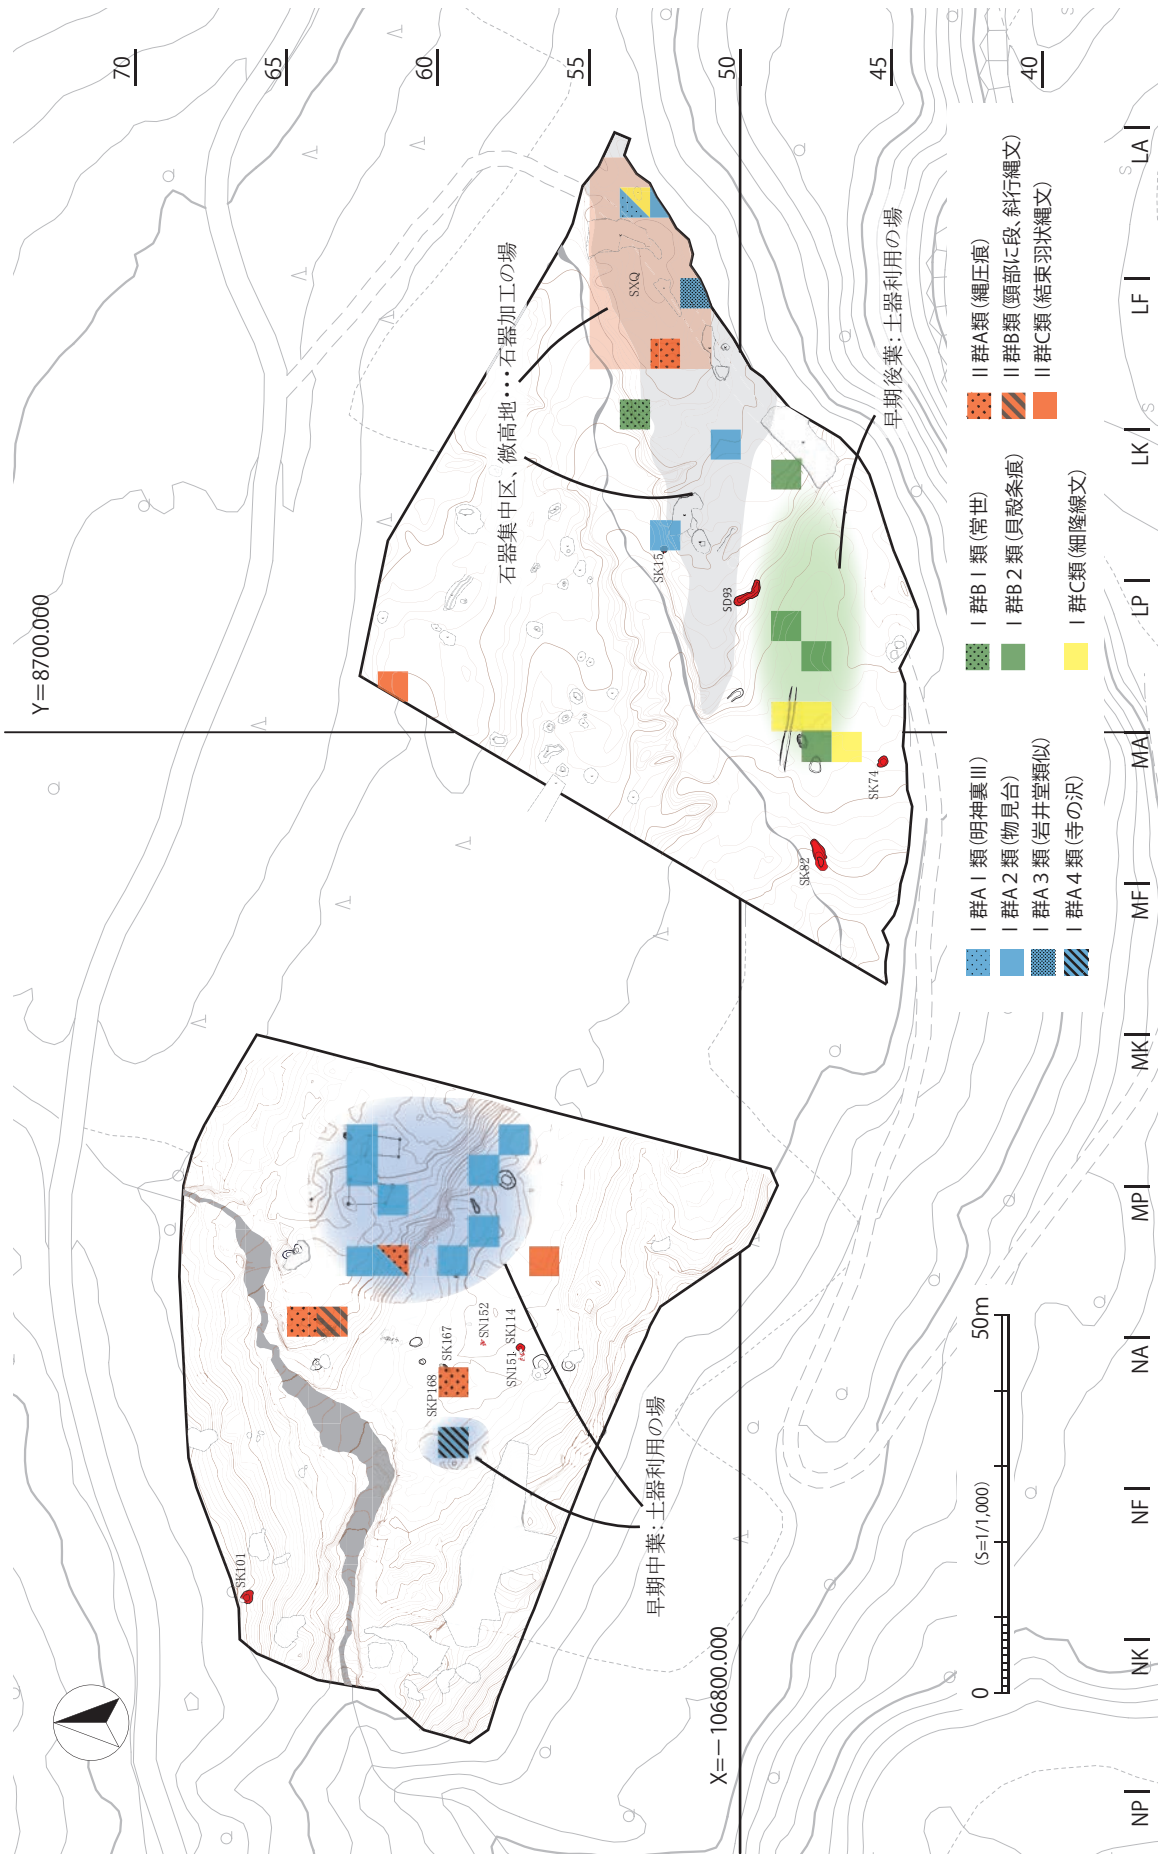 70
65
60
55
50
45
40
LA
LF
LK
LP
MA
MF
MK
MP
NA
NF
NK
NP
Y=8700.000
X=－106800.000
石器集中区、微高地･･･石器加工の場
早期後葉：土器利用の場
早期中葉：土器利用の場
SXQ
SK15
SD93
SK74
SK82
SK101
SKP168
SK167
SN152
SN151
SK114
Ⅰ群A1類（明神裏Ⅲ）
Ⅰ群A2類（物見台）
Ⅰ群A3類（岩井堂類似）
Ⅰ群A4類（寺の沢）
Ⅰ群B1類（常世）
Ⅰ群B2類（貝殻条痕）
Ⅰ群C類（細隆線文）
Ⅱ群A類（縄圧痕）
Ⅱ群B類（頸部に段、斜行縄文）
Ⅱ群C類（結束羽状縄文）
0
（S=1/1,000）
50m